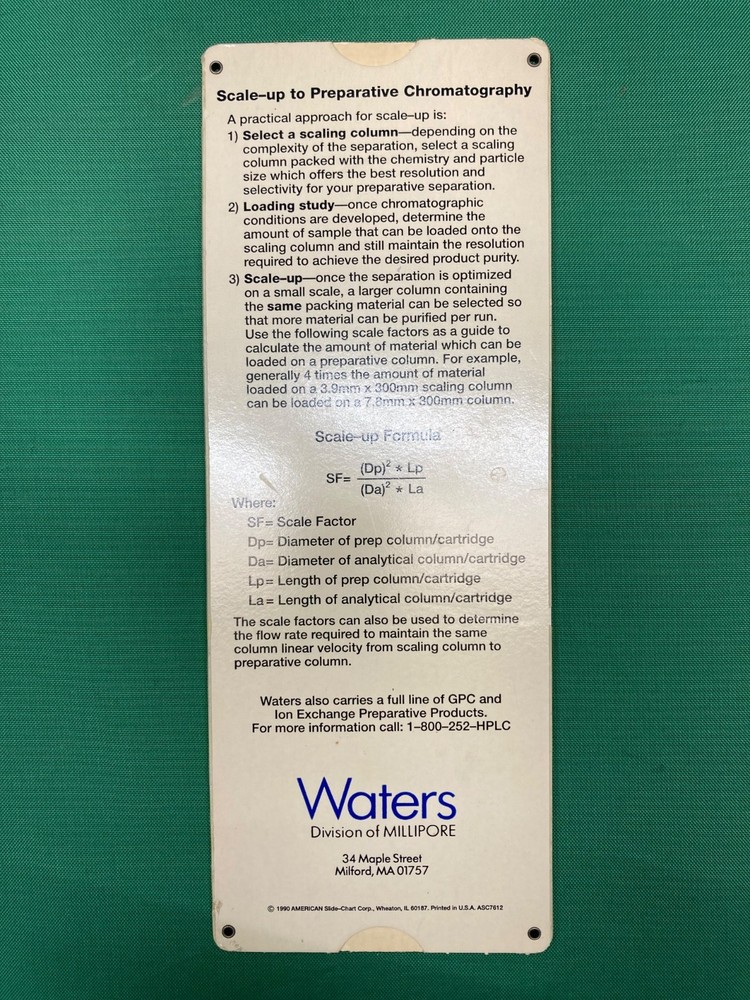 Scale-up to Preparative Chromatography
A practical approach for scale-up is:
1) Select a scaling column—depending on the
complexity of the separation, select a scaling
column packed with the chemistry and particle
size which offers the best resolution and
selectivity for your preparative separation.
2) Loading study—once chromatographic
conditions are developed, determine the
amount of sample that can be loaded onto the
scaling column and still maintain the resolution
required to achieve the desired product purity.
3) Scale-up—once the separation is optimized
on a small scale, a larger column containing
the same packing material can be selected so
that more material can be purified per run.
Use the following scale factors as a guide to
calculate the amount of material which can be
loaded on a preparative column. For example,
generally 4 times the amount of material
loaded on a 3.9mm x 300mm scaling column
can be loaded on a 7.8mm x 300mm column.
Scale-up Formula
SF= (Dp)² * Lp
(Da)² * La
Where:
SF= Scale Factor
Dp= Diameter of prep column/cartridge
Da= Diameter of analytical column/cartridge
Lp= Length of prep column/cartridge
La= Length of analytical column/cartridge
The scale factors can also be used to determine
the flow rate required to maintain the same
column linear velocity from scaling column to
preparative column.
Waters also carries a full line of GPC and
Ion Exchange Preparative Products.
For more information call: 1-800-252-HPLC
Waters
Division of MILLIPORE
34 Maple Street
Milford, MA 01757
© 1990 AMERICAN Slide-Chart Corp., Wheaton, IL 60187. Printed in U.S.A. ASC7612